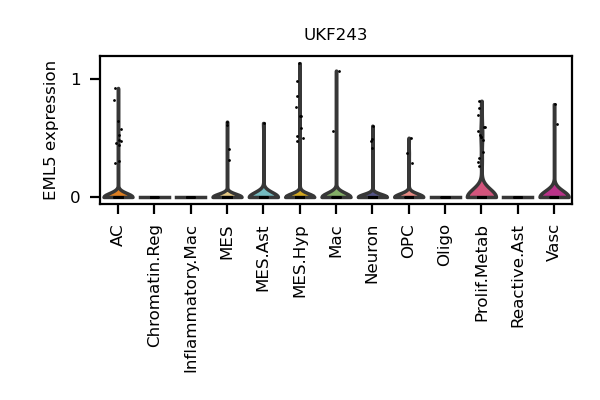 UKF243
EML5 expression
1
0
AC
Chromatin.Reg
Inflammatory.Mac
MES
MES.Ast
MES.Hyp
Mac
Neuron
OPC
Oligo
Prolif.Metab
Reactive.Ast
Vasc